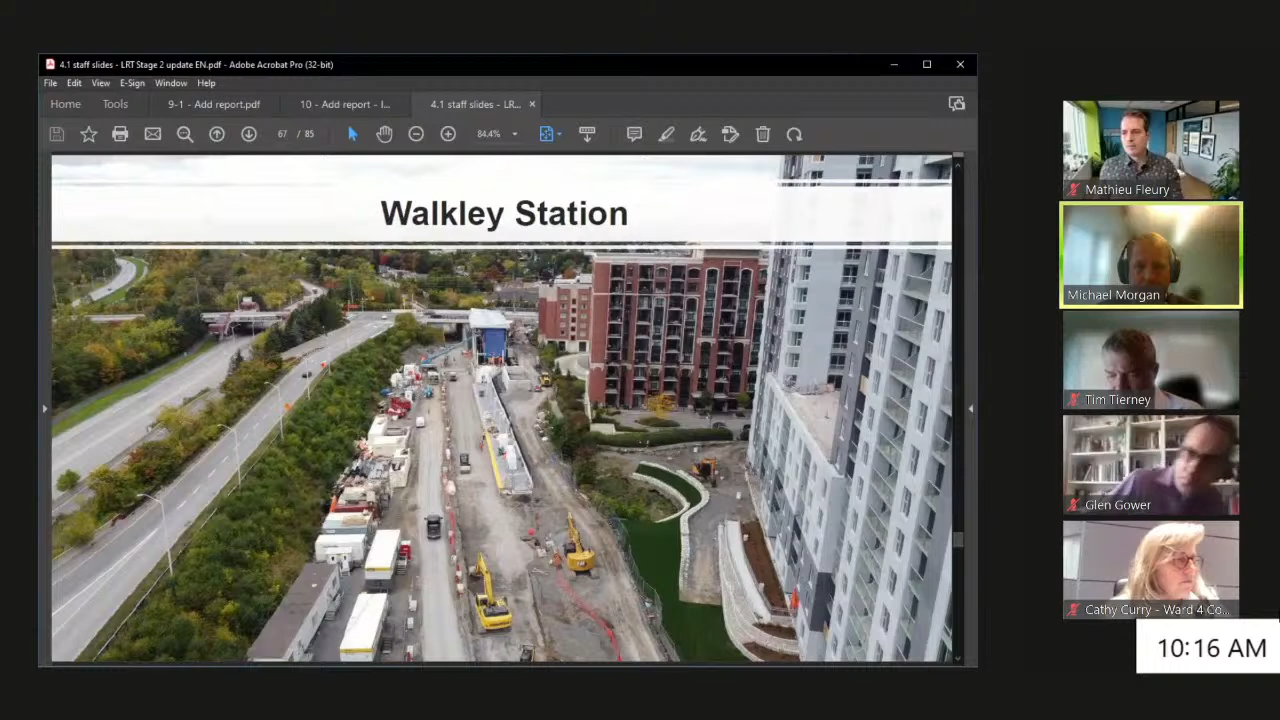 4.1 staff slides - LRT Stage 2 update EN.pdf - Adobe Acrobat Pro (32-bit)
File Edit View E-Sign Window Help
Home Tools 9-1 - Add report.pdf 10 - Add report - I... 4.1 staff slides - LR... ×
67 / 85 84.4%
Walkley Station
Mathieu Fleury
Michael Morgan
Tim Tierney
Glen Gower
Cathy Curry - Ward 4 Co...
10:16 AM